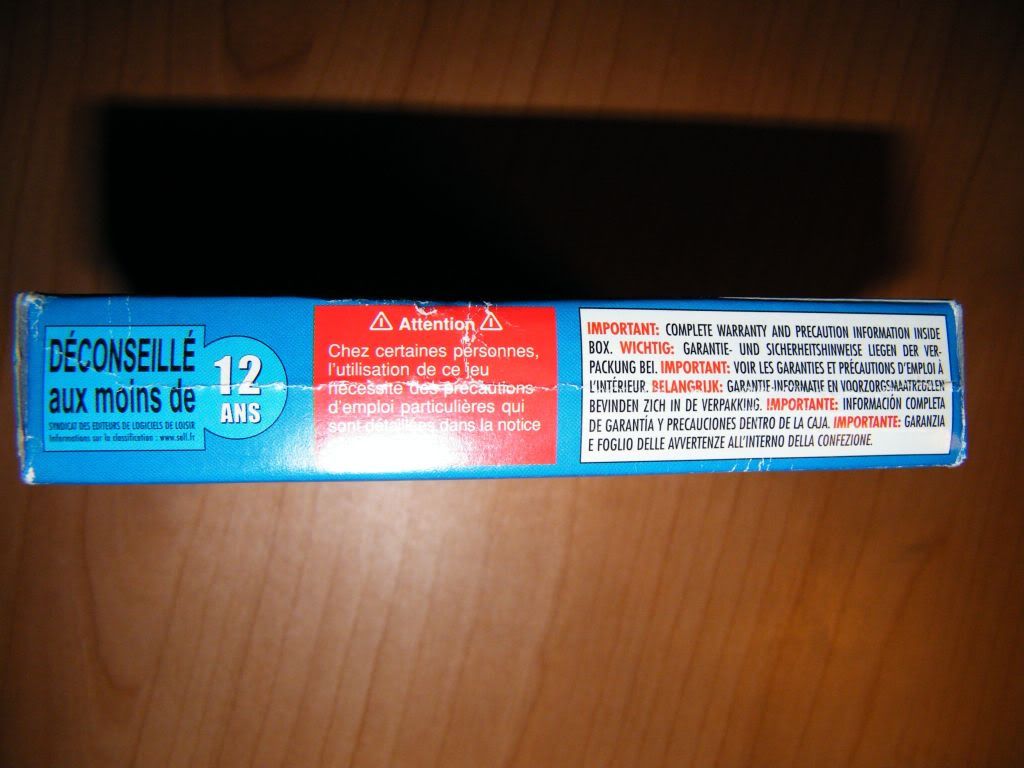 DÉCONSEILLÉ
aux moins de
12
ANS
SYNDICAT DES EDITEURS DE LOGICIELS DE LOISIR
Informations sur la classification : www.sell.fr
Attention
Chez certaines personnes,
l'utilisation de ce jeu
nécessite des précautions
d'emploi particulières qui
sont détaillées dans la notice
IMPORTANT: COMPLETE WARRANTY AND PRECAUTION INFORMATION INSIDE
BOX. WICHTIG: GARANTIE- UND SICHERHEITSHINWEISE LIEGEN DER VER-
PACKUNG BEI. IMPORTANT: VOIR LES GARANTIES ET PRÉCAUTIONS D'EMPLOI À
L'INTÉRIEUR. BELANGRIJK: GARANTIE-INFORMATIE EN VOORZORGSMAATREGELEN
BEVINDEN ZICH IN DE VERPAKKING. IMPORTANTE: INFORMACIÓN COMPLETA
DE GARANTÍA Y PRECAUCIONES DENTRO DE LA CAJA. IMPORTANTE: GARANZIA
E FOGLIO DELLE AVVERTENZE ALL'INTERNO DELLA CONFEZIONE.